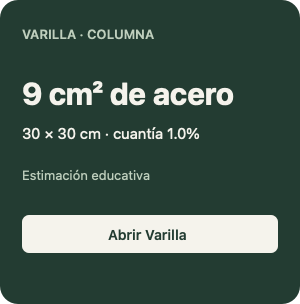 VARILLA · COLUMNA
9 cm² de acero
30 × 30 cm · cuantía 1.0%
Estimación educativa
Abrir Varilla